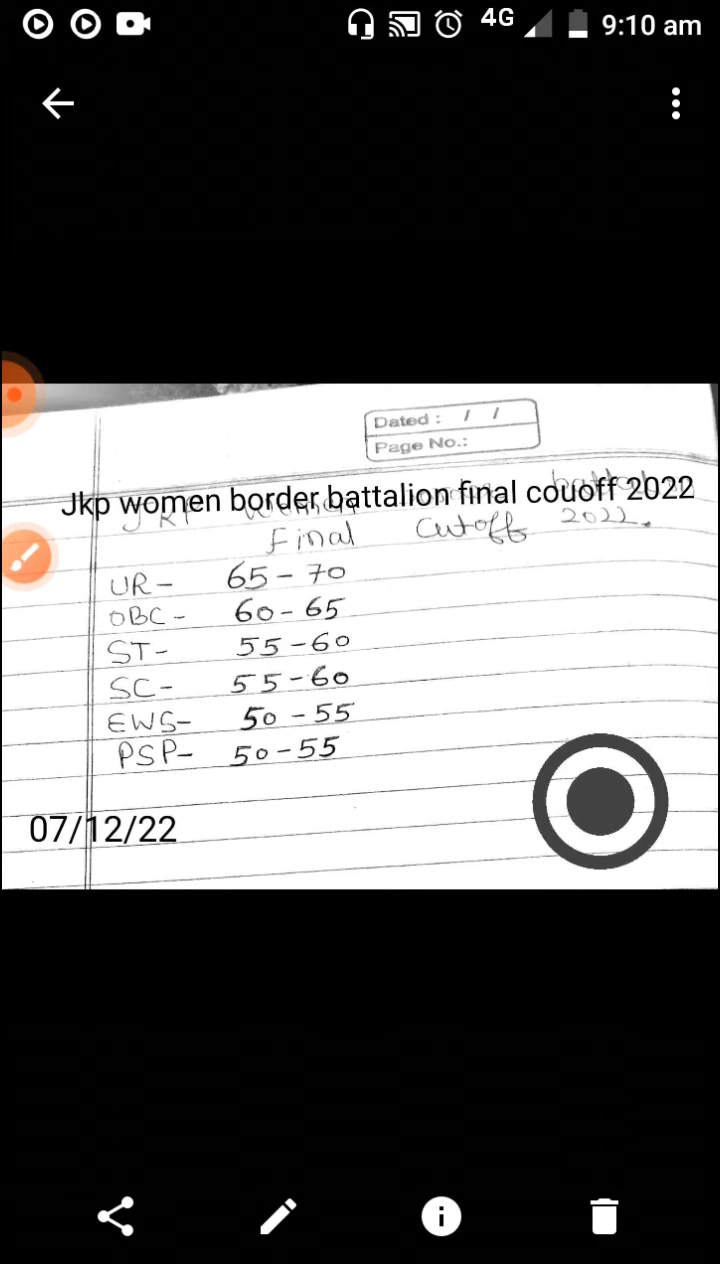 4G 9:10 am
Dated : / /
Page No.:
Jkp women border battalion final couoff 2022
Final Cutoff 2022.
UR- 65-70
OBC- 60-65
ST- 55-60
SC- 55-60
EWS- 50-55
PSP- 50-55
07/12/22